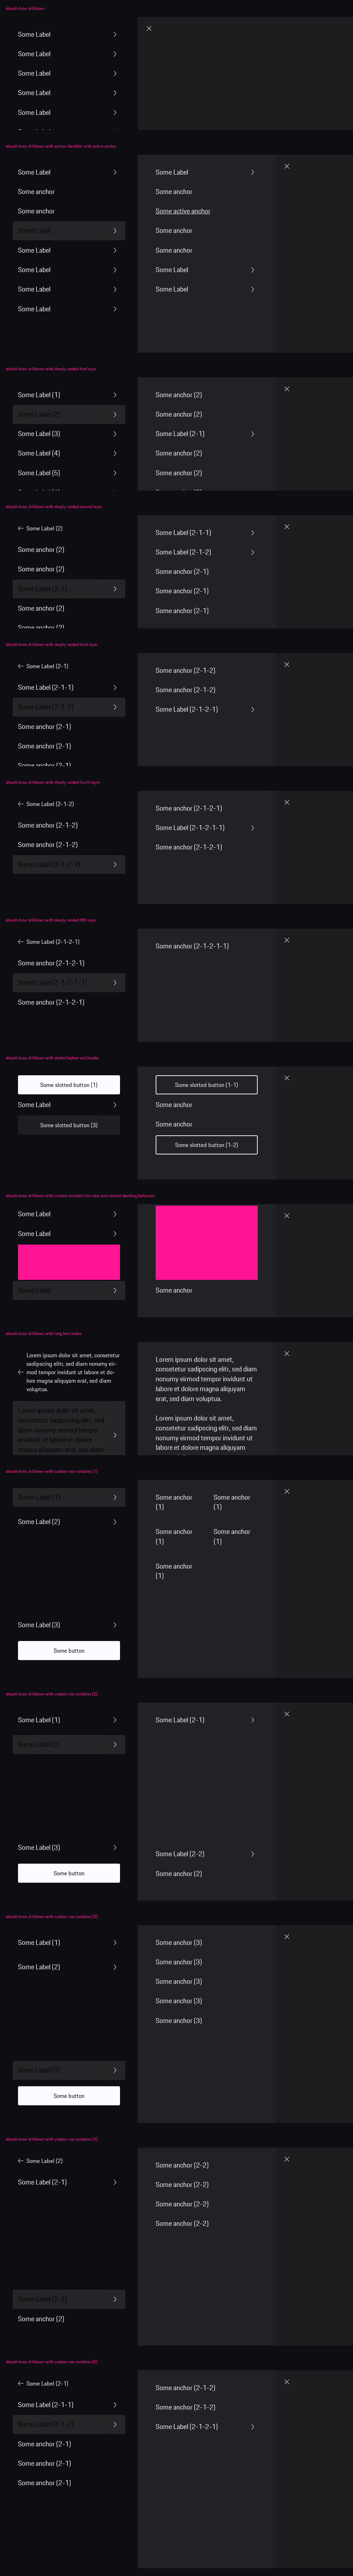 should show drilldown
Some Label
Some Label
Some Label
Some Label
Some Label
should show drilldown with active-identifier with active anchor
Some Label
Some anchor
Some anchor
Some Label
Some Label
Some Label
Some Label
Some Label
Some Label
Some anchor
Some active anchor
Some anchor
Some anchor
Some Label
Some Label
should show drilldown with deeply nested first layer
Some Label (1)
Some Label (2)
Some Label (3)
Some Label (4)
Some Label (5)
Some anchor (2)
Some anchor (2)
Some Label (2-1)
Some anchor (2)
Some anchor (2)
should show drilldown with deeply nested second layer
Some Label (2)
Some anchor (2)
Some anchor (2)
Some Label (2-1)
Some anchor (2)
Some anchor (2)
Some Label (2-1-1)
Some Label (2-1-2)
Some anchor (2-1)
Some anchor (2-1)
Some anchor (2-1)
should show drilldown with deeply nested third layer
Some Label (2-1)
Some Label (2-1-1)
Some Label (2-1-2)
Some anchor (2-1)
Some anchor (2-1)
Some anchor (2-1)
Some anchor (2-1-2)
Some anchor (2-1-2)
Some Label (2-1-2-1)
should show drilldown with deeply nested fourth layer
Some Label (2-1-2)
Some anchor (2-1-2)
Some anchor (2-1-2)
Some Label (2-1-2-1)
Some anchor (2-1-2-1)
Some Label (2-1-2-1-1)
Some anchor (2-1-2-1)
should show drilldown with deeply nested fifth layer
Some Label (2-1-2-1)
Some anchor (2-1-2-1)
Some Label (2-1-2-1-1)
Some anchor (2-1-2-1)
Some anchor (2-1-2-1-1)
should show drilldown with slotted button and header
Some slotted button (1)
Some Label
Some slotted button (3)
Some slotted button (1-1)
Some anchor
Some anchor
Some slotted button (1-2)
should show drilldown with content scrolled into view and correct stacking behaviour
Some Label
Some Label
Some Label
Some anchor
should show drilldown with long text nodes
Lorem ipsum dolor sit amet, consetetur
sadipscing elitr, sed diam nonumy eir-
mod tempor invidunt ut labore et do-
lore magna aliquyam erat, sed diam
voluptua.
Lorem ipsum dolor sit amet,
consetetur sadipscing elitr, sed
diam nonumy eirmod tempor
invidunt ut labore et dolore
magna aliquyam erat, sed diam
Lorem ipsum dolor sit amet,
consetetur sadipscing elitr, sed diam
nonumy eirmod tempor invidunt ut
labore et dolore magna aliquyam
erat, sed diam voluptua.
Lorem ipsum dolor sit amet,
consetetur sadipscing elitr, sed diam
nonumy eirmod tempor invidunt ut
labore et dolore magna aliquyam
should show drilldown with custom css variables (1)
Some Label (1)
Some Label (2)
Some Label (3)
Some button
Some anchor
(1)
Some anchor
(1)
Some anchor
(1)
Some anchor
(1)
Some anchor
(1)
should show drilldown with custom css variables (2)
Some Label (1)
Some Label (2)
Some Label (3)
Some button
Some Label (2-1)
Some Label (2-2)
Some anchor (2)
should show drilldown with custom css variables (3)
Some Label (1)
Some Label (2)
Some Label (3)
Some button
Some anchor (3)
Some anchor (3)
Some anchor (3)
Some anchor (3)
Some anchor (3)
should show drilldown with custom css variables (4)
Some Label (2)
Some Label (2-1)
Some Label (2-2)
Some anchor (2)
Some anchor (2-2)
Some anchor (2-2)
Some anchor (2-2)
Some anchor (2-2)
should show drilldown with custom css variables (5)
Some Label (2-1)
Some Label (2-1-1)
Some Label (2-1-2)
Some anchor (2-1)
Some anchor (2-1)
Some anchor (2-1)
Some anchor (2-1-2)
Some anchor (2-1-2)
Some Label (2-1-2-1)